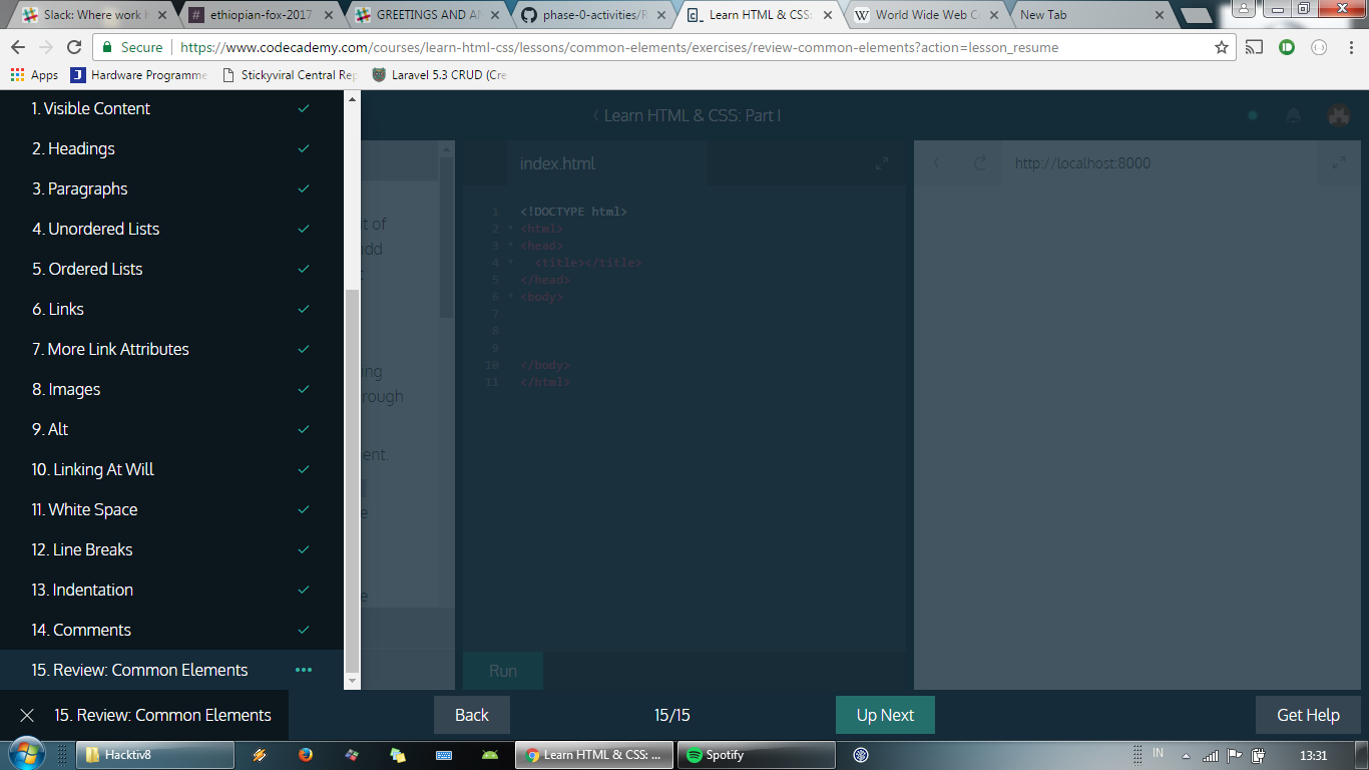 Slack: Where work h
# ethiopian-fox-2017
GREETINGS AND AN
phase-0-activities/R
Learn HTML & CSS:
W World Wide Web C
New Tab
Secure https://www.codecademy.com/courses/learn-html-css/lessons/common-elements/exercises/review-common-elements?action=lesson_resume
Apps J Hardware Programme Stickyviral Central Rep Laravel 5.3 CRUD (Cre
1. Visible Content
2. Headings
3. Paragraphs
4. Unordered Lists
5. Ordered Lists
6. Links
7. More Link Attributes
8. Images
9. Alt
10. Linking At Will
11. White Space
12. Line Breaks
13. Indentation
14. Comments
15. Review: Common Elements
Learn HTML & CSS: Part I
t of
dd
ing
rough
ent.
e
e
index.html
1 <!DOCTYPE html>
2 <html>
3 <head>
4 <title></title>
5 </head>
6 <body>
7
8
9
10 </body>
11 </html>
Run
http://localhost:8000
15. Review: Common Elements
Back
15/15
Up Next
Get Help
Hacktiv8
Learn HTML & CSS: ...
Spotify
IN
13:31